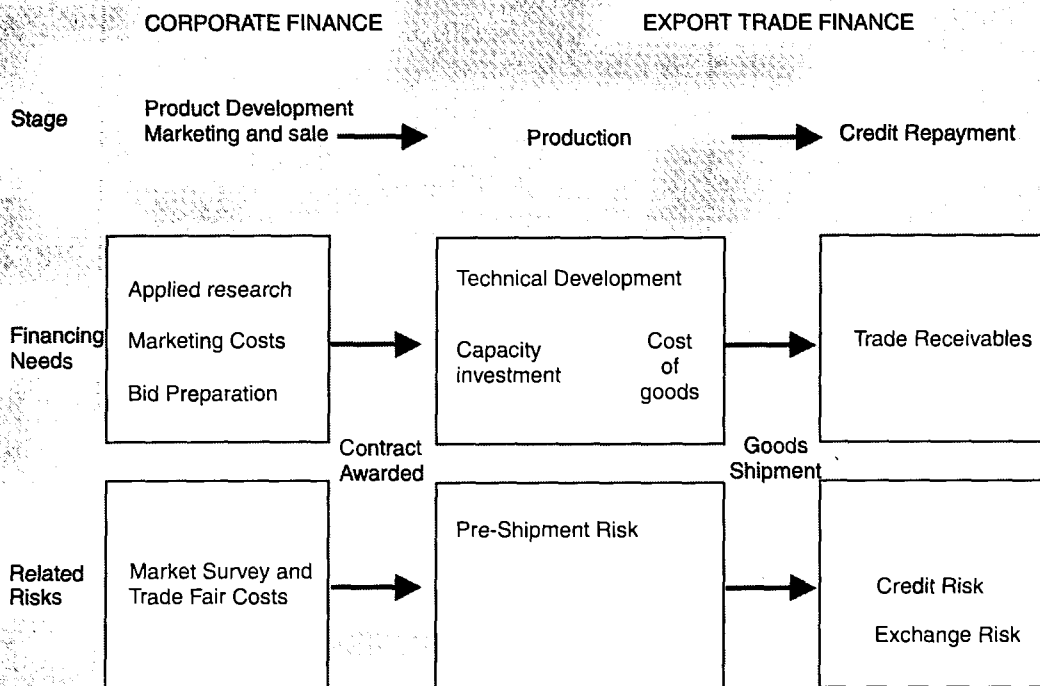 CORPORATE FINANCE
EXPORT TRADE FINANCE
Stage
Product Development
Marketing and sale
Production
Credit Repayment
Financing
Needs
Applied research
Marketing Costs
Bid Preparation
Technical Development
Capacity
investment
Cost
of
goods
Trade Receivables
Contract
Awarded
Goods
Shipment
Related
Risks
Market Survey and
Trade Fair Costs
Pre-Shipment Risk
Credit Risk
Exchange Risk